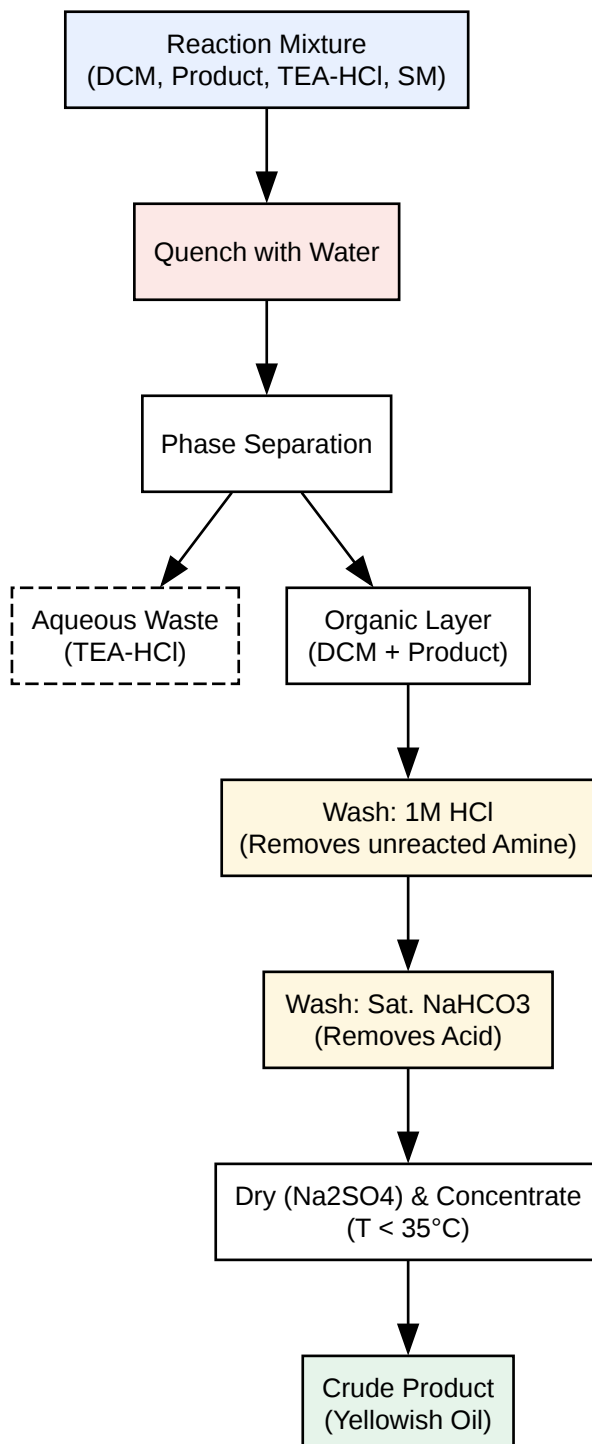 Reaction Mixture
(DCM, Product, TEA-HCl, SM)
Quench with Water
Phase Separation
Aqueous Waste
(TEA-HCl)
Organic Layer
(DCM + Product)
Wash: 1M HCl
(Removes unreacted Amine)
Wash: Sat. NaHCO3
(Removes Acid)
Dry (Na2SO4) & Concentrate
(T < 35°C)
Crude Product
(Yellowish Oil)